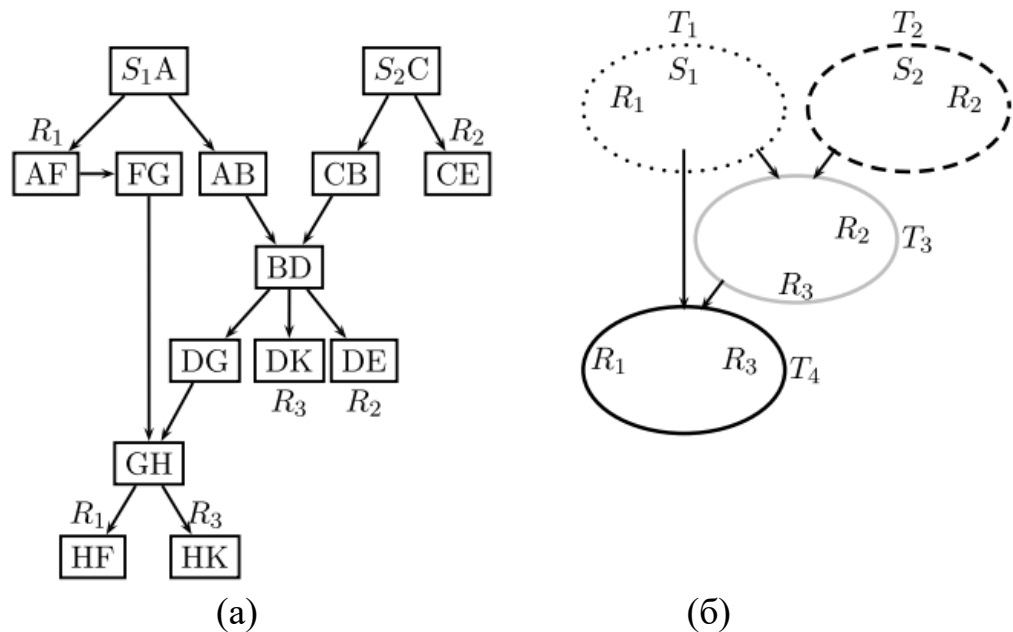 S₁A S₂C
R₁ R₂
AF FG AB CB CE
BD
DG DK DE
R₃ R₂
GH
R₁ R₃
HF HK
(а)
T₁ T₂
S₁ S₂
R₁ R₂
R₂ T₃
R₃
R₁ R₃ T₄
(б)